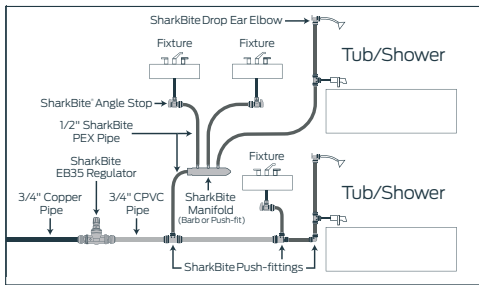 SharkBite Drop Ear Elbow
Fixture
Fixture
Tub/Shower
SharkBite® Angle Stop
1/2" SharkBite
PEX Pipe
SharkBite
EB35 Regulator
Fixture
3/4" Copper
Pipe
3/4" CPVC
Pipe
SharkBite
Manifold
(Barb or Push-fit)
Tub/Shower
SharkBite Push-fittings